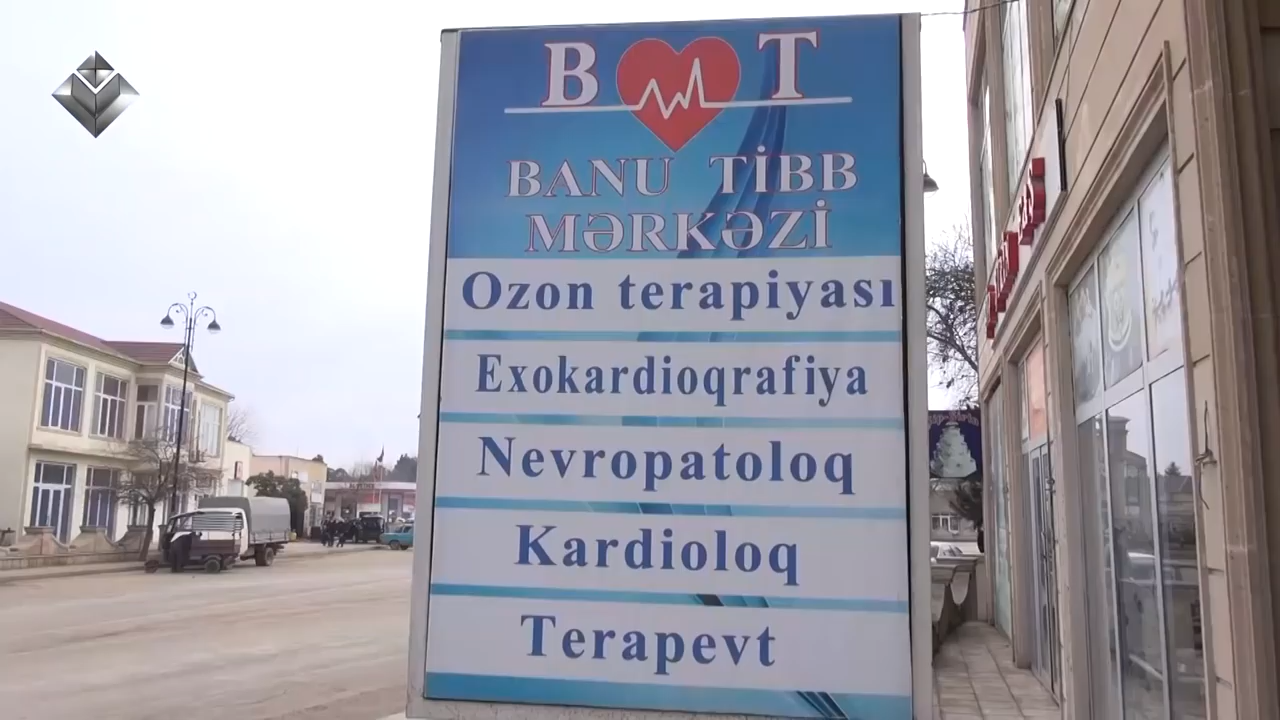 B T
BANU TİBB
MƏRKƏZİ
Ozon terapiyası
Exokardioqrafiya
Nevropatoloq
Kardioloq
Terapevt